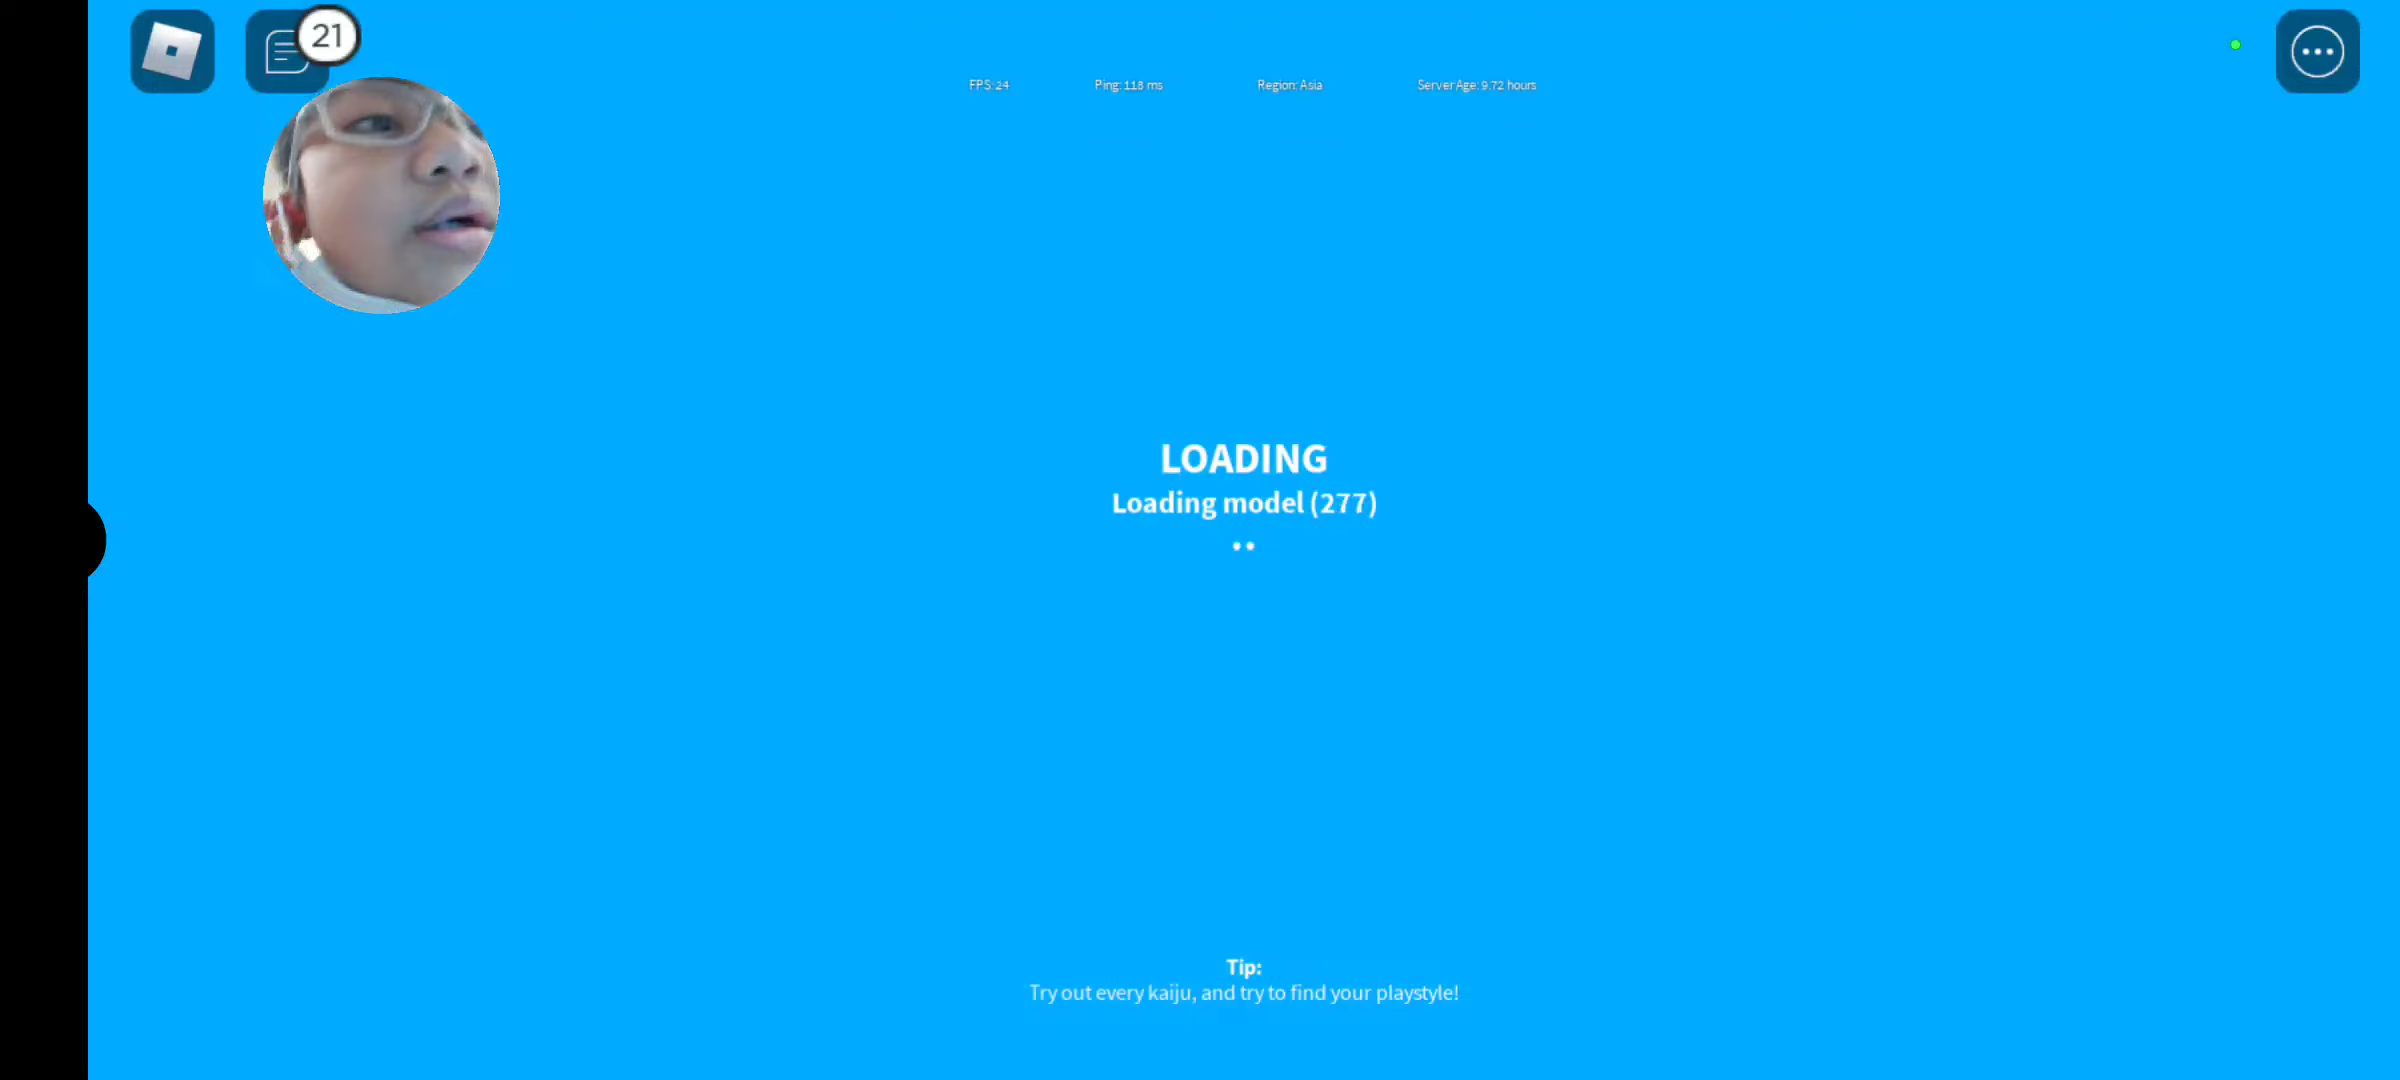 21
FPS: 24
Ping: 118 ms
Region: Asia
Server Age: 9.72 hours
LOADING
Loading model (277)
••
Tip:
Try out every kaiju, and try to find your playstyle!